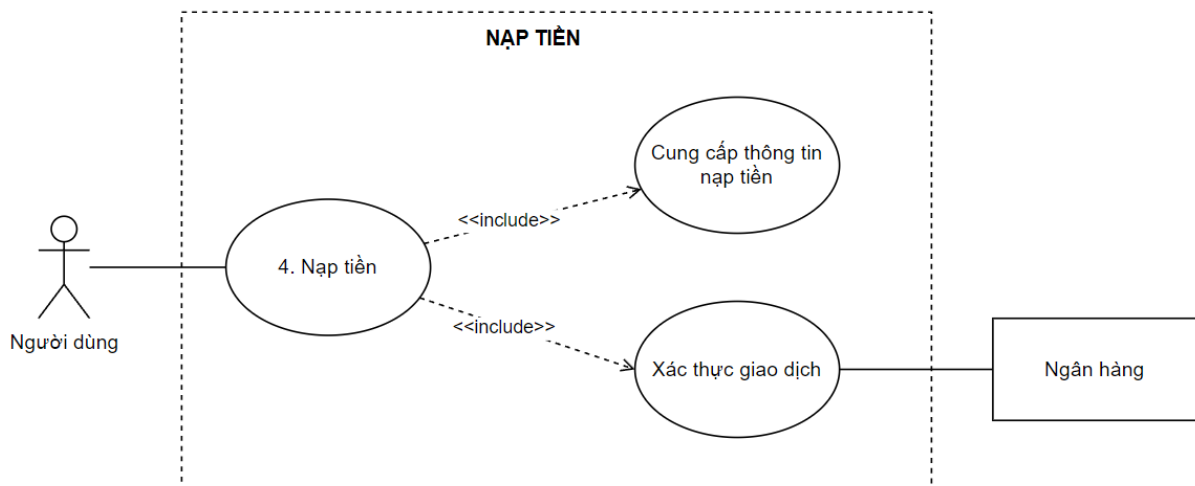 NẠP TIỀN
Cung cấp thông tin
nạp tiền
<<include>>
4. Nạp tiền
<<include>>
Người dùng
Xác thực giao dịch
Ngân hàng